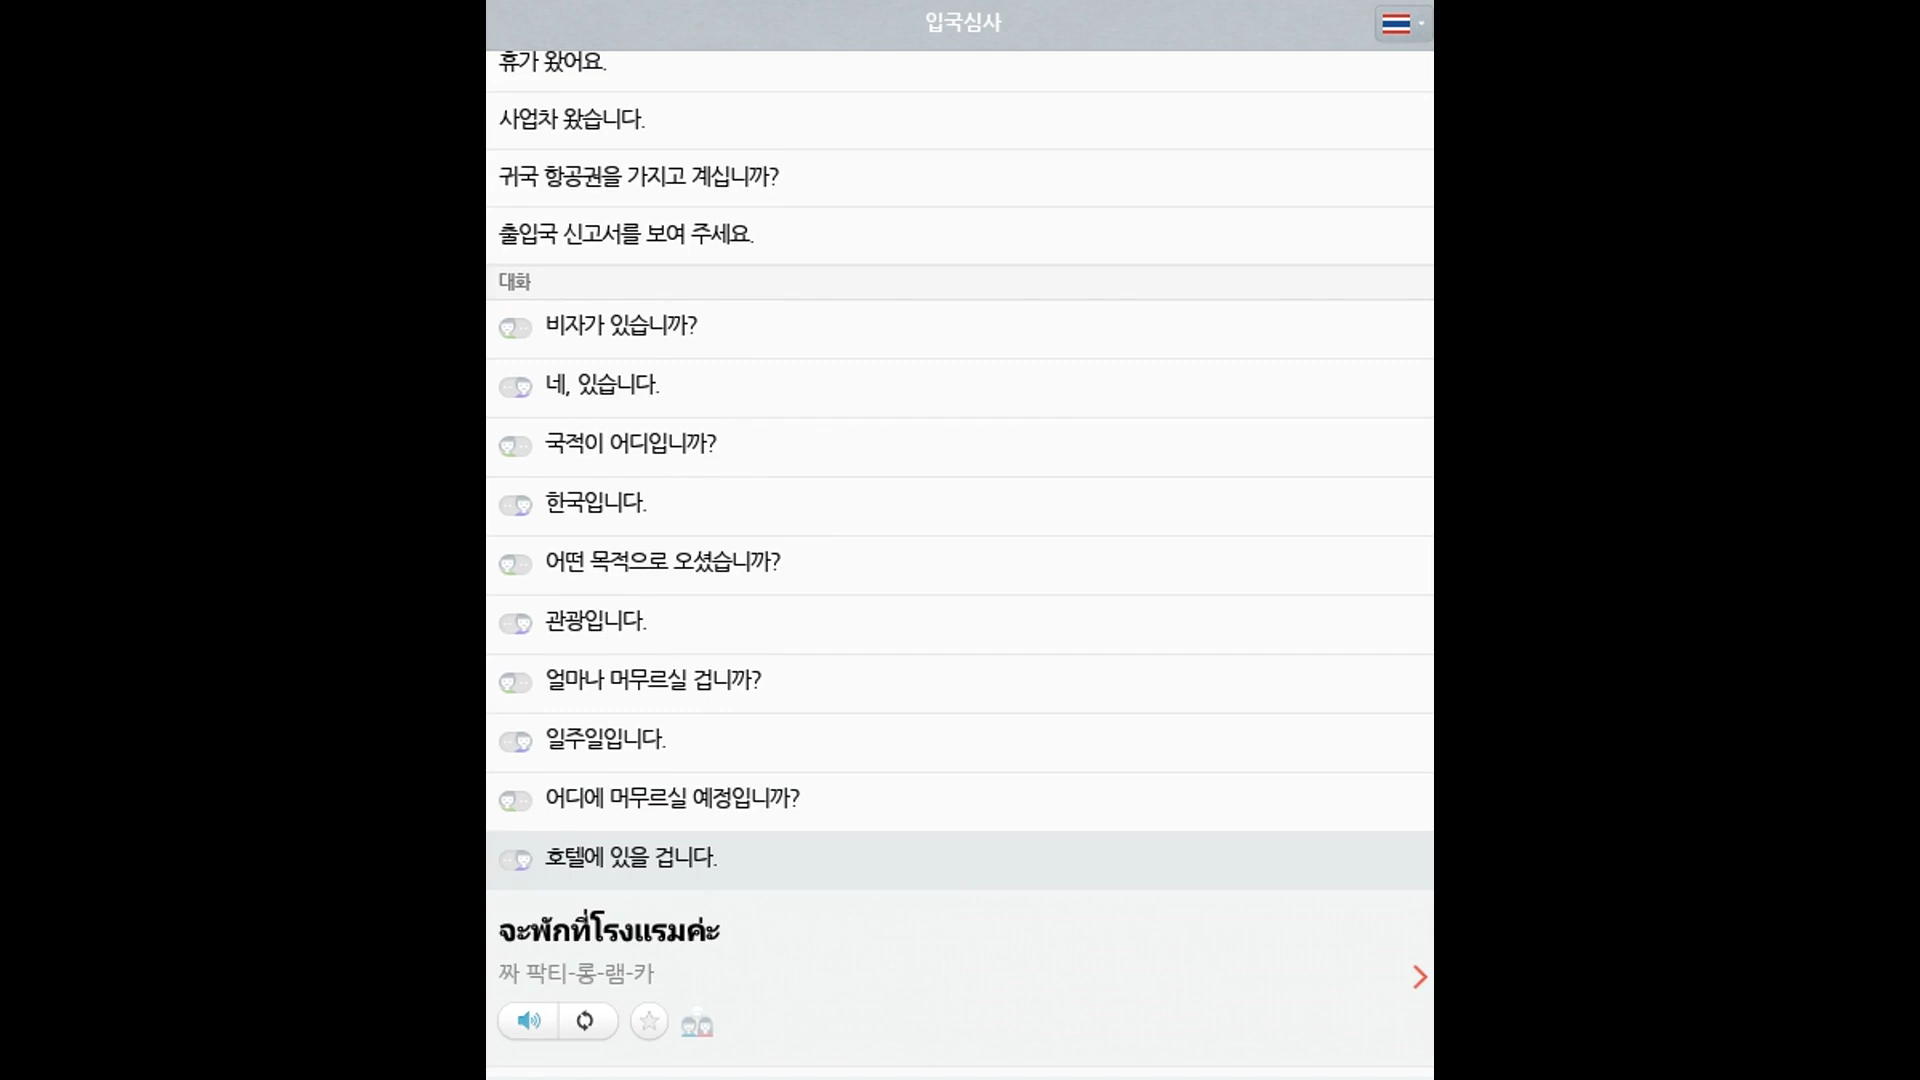 입국심사
휴가 왔어요.
사업차 왔습니다.
귀국 항공권을 가지고 계십니까?
출입국 신고서를 보여 주세요.
대화
비자가 있습니까?
네, 있습니다.
국적이 어디입니까?
한국입니다.
어떤 목적으로 오셨습니까?
관광입니다.
얼마나 머무르실 겁니까?
일주일입니다.
어디에 머무르실 예정입니까?
호텔에 있을 겁니다.
จะพักที่โรงแรมค่ะ
짜 팍티-롱-램-카